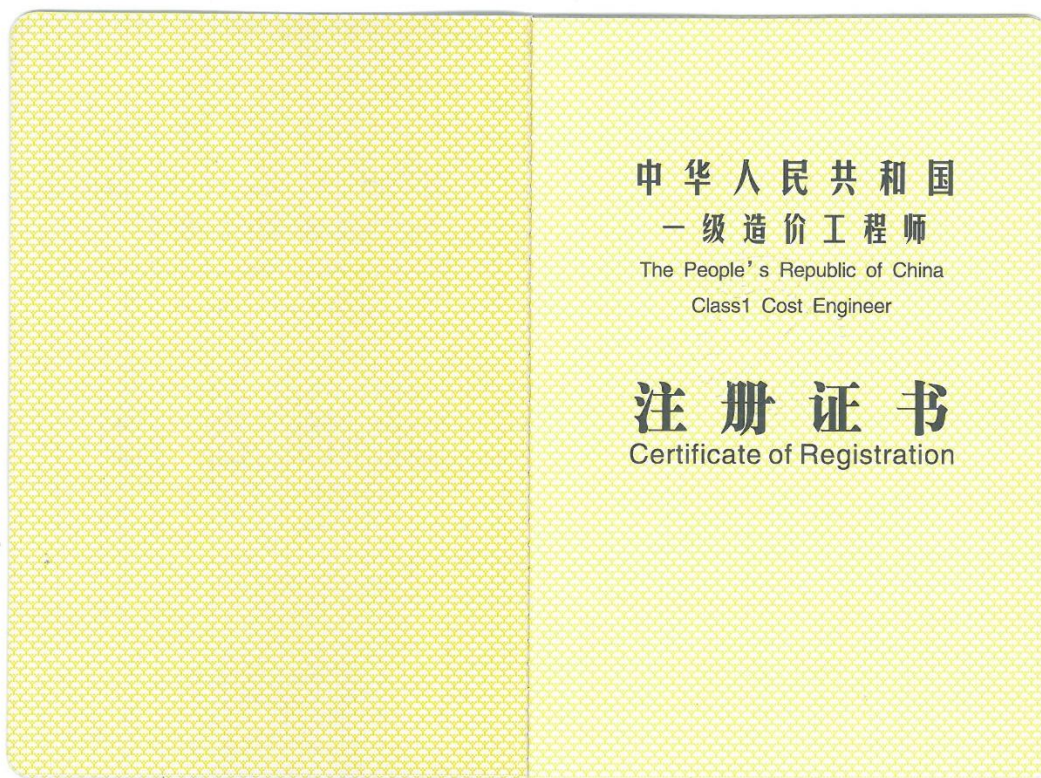 中华人民共和国
一级造价工程师
The People's Republic of China
Class1 Cost Engineer
注册证书
Certificate of Registration